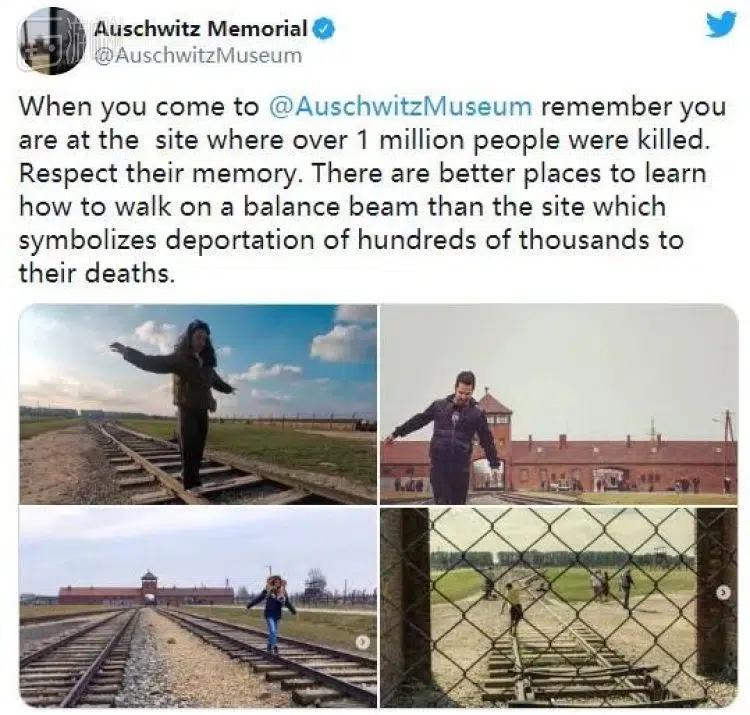 Auschwitz Memorial
@AuschwitzMuseum
When you come to @AuschwitzMuseum remember you
are at the site where over 1 million people were killed.
Respect their memory. There are better places to learn
how to walk on a balance beam than the site which
symbolizes deportation of hundreds of thousands to
their deaths.